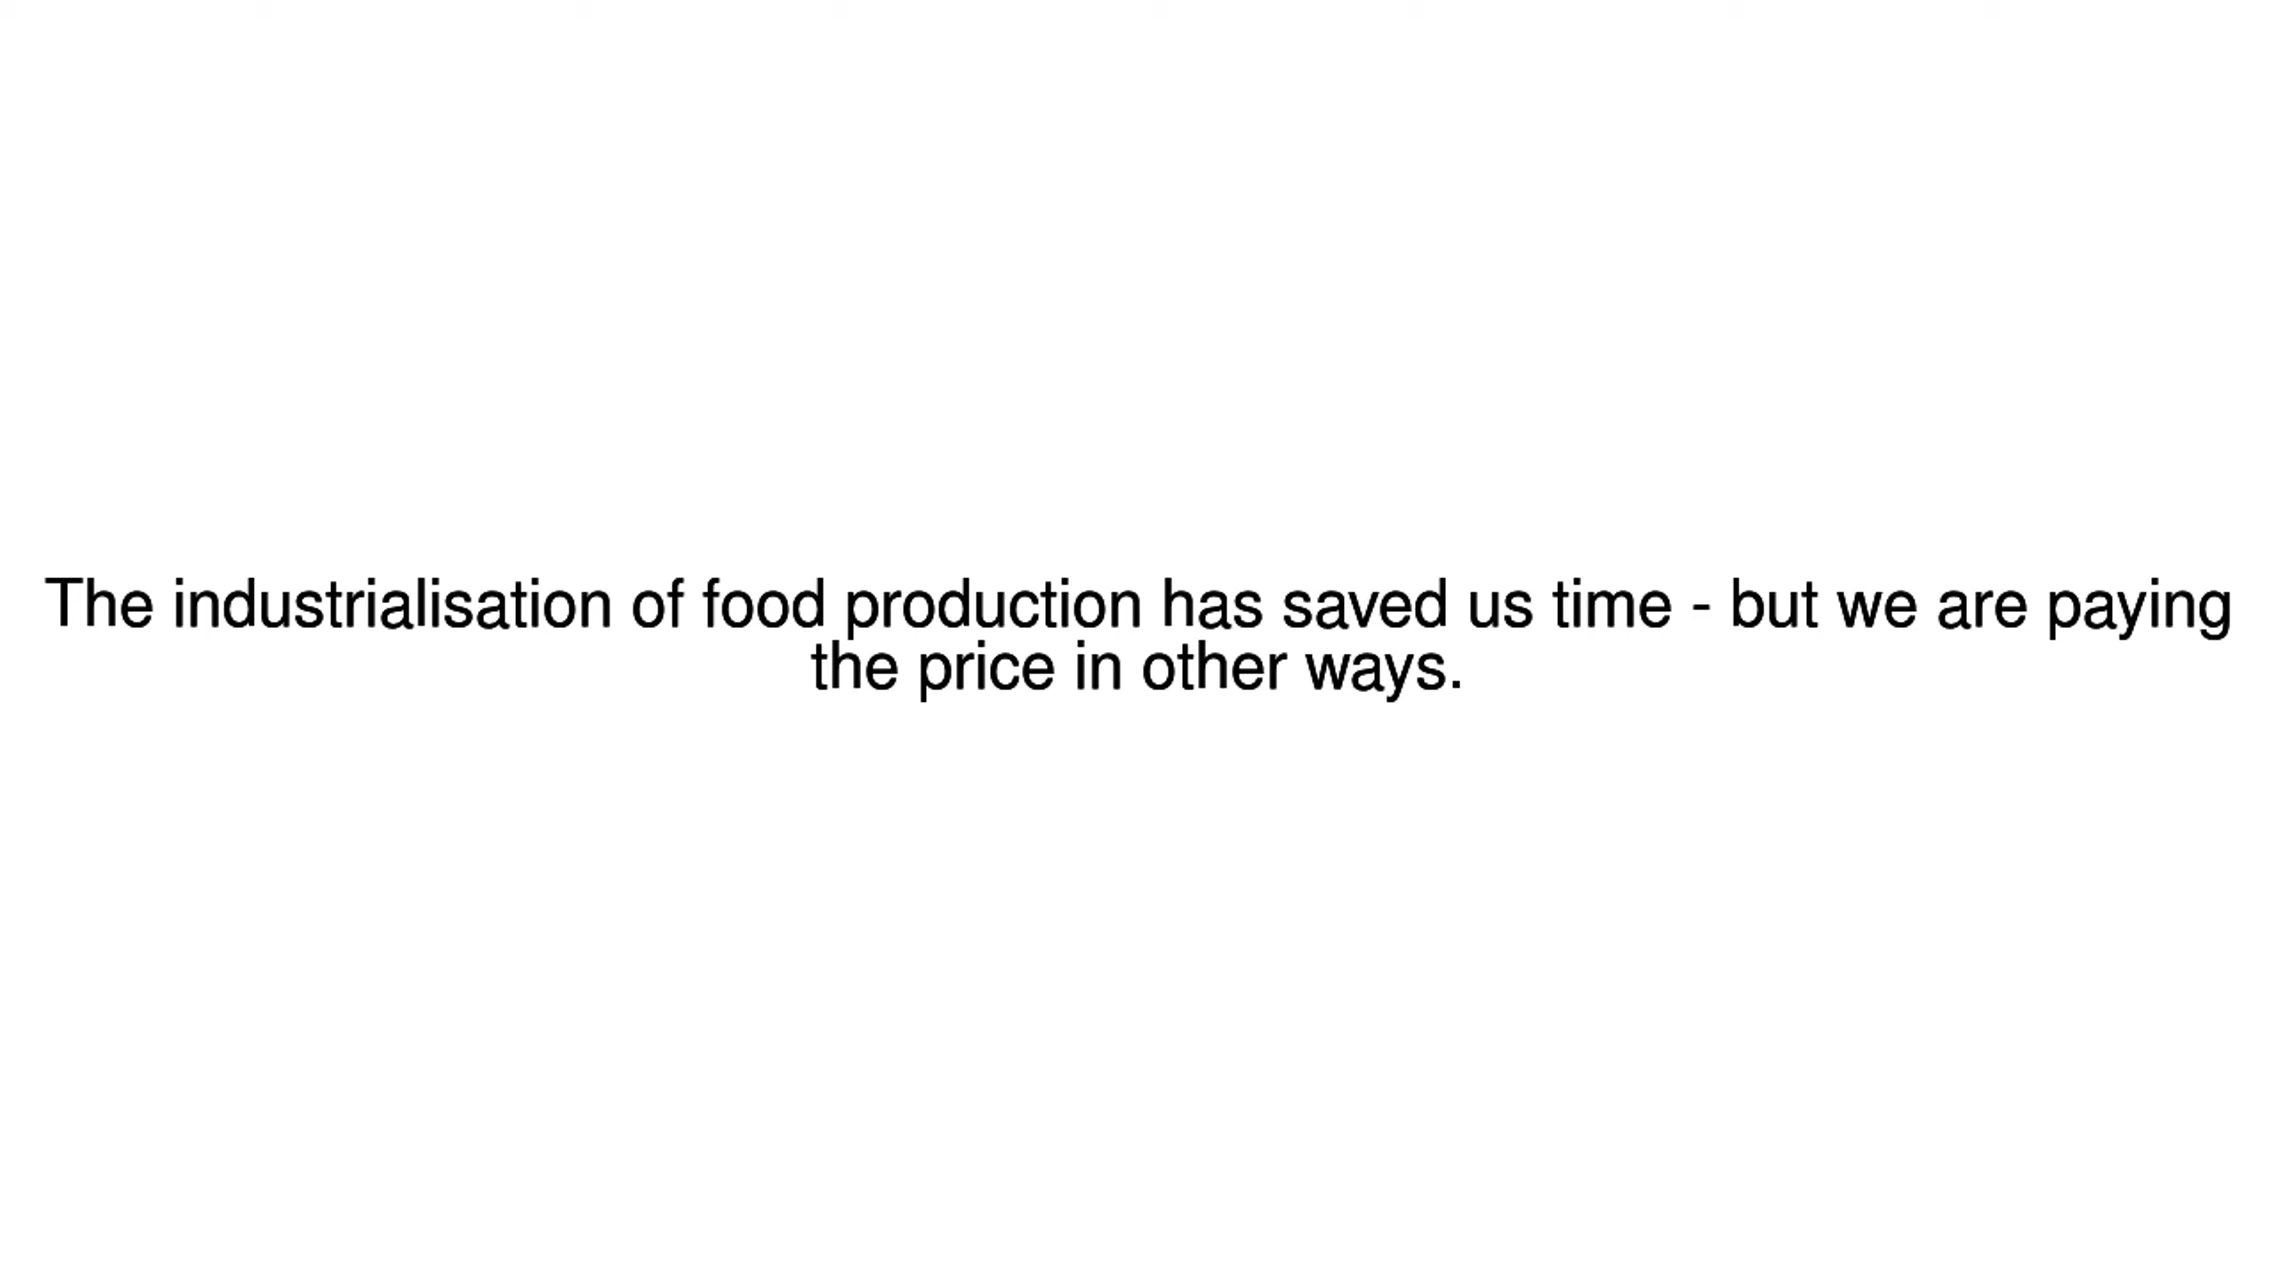 The industrialisation of food production has saved us time - but we are paying
the price in other ways.